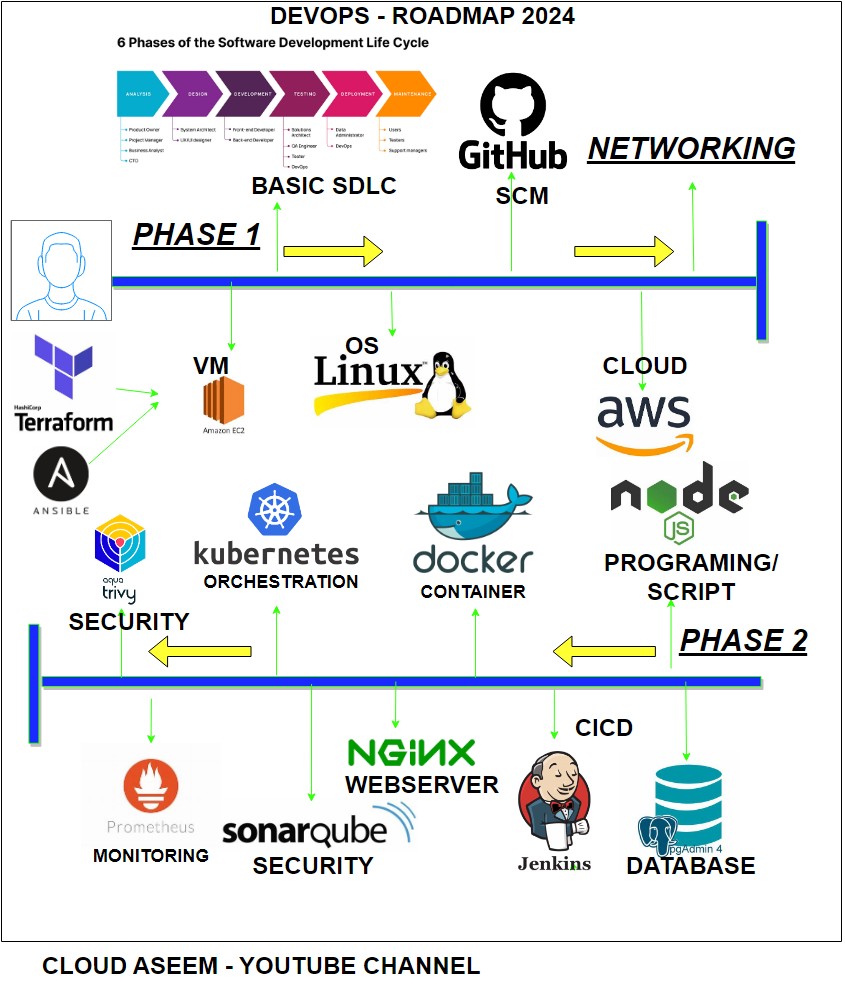 DEVOPS - ROADMAP 2024
6 Phases of the Software Development Life Cycle
ANALYSIS
DESIGN
DEVELOPMENT
TESTING
DEPLOYMENT
MAINTENANCE
Product Owner
Project Manager
Business Analyst
CTO
System Architect
UX/UI designer
Front-end Developer
Back-end Developer
Solutions
Architect
QA Engineer
Tester
DevOps
Data
Administrator
DevOps
Users
Testers
Support managers
BASIC SDLC
GitHub
SCM
NETWORKING
PHASE 1
HashiCorp
Terraform
ANSIBLE
VM
Amazon EC2
OS
Linux
CLOUD
aws
aqua
trivy
SECURITY
kubernetes
ORCHESTRATION
docker
CONTAINER
node
JS
PROGRAMING/
SCRIPT
PHASE 2
Prometheus
MONITORING
sonarqube
SECURITY
NGiNX
WEBSERVER
CICD
Jenkins
pgAdmin 4
DATABASE
CLOUD ASEEM - YOUTUBE CHANNEL